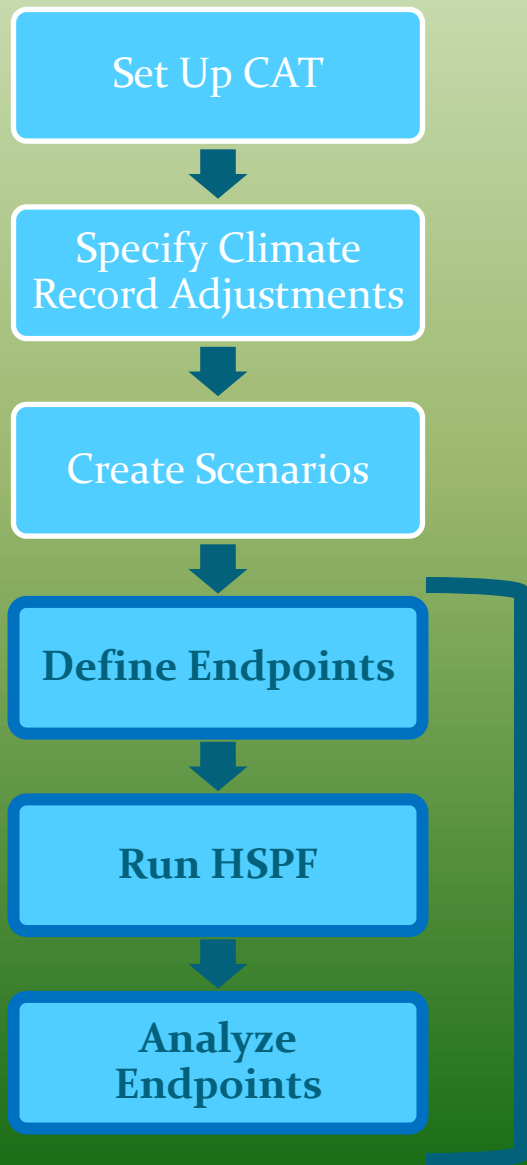 Set Up CAT
Specify Climate
Record Adjustments
Create Scenarios
Define Endpoints
Run HSPF
Analyze
Endpoints